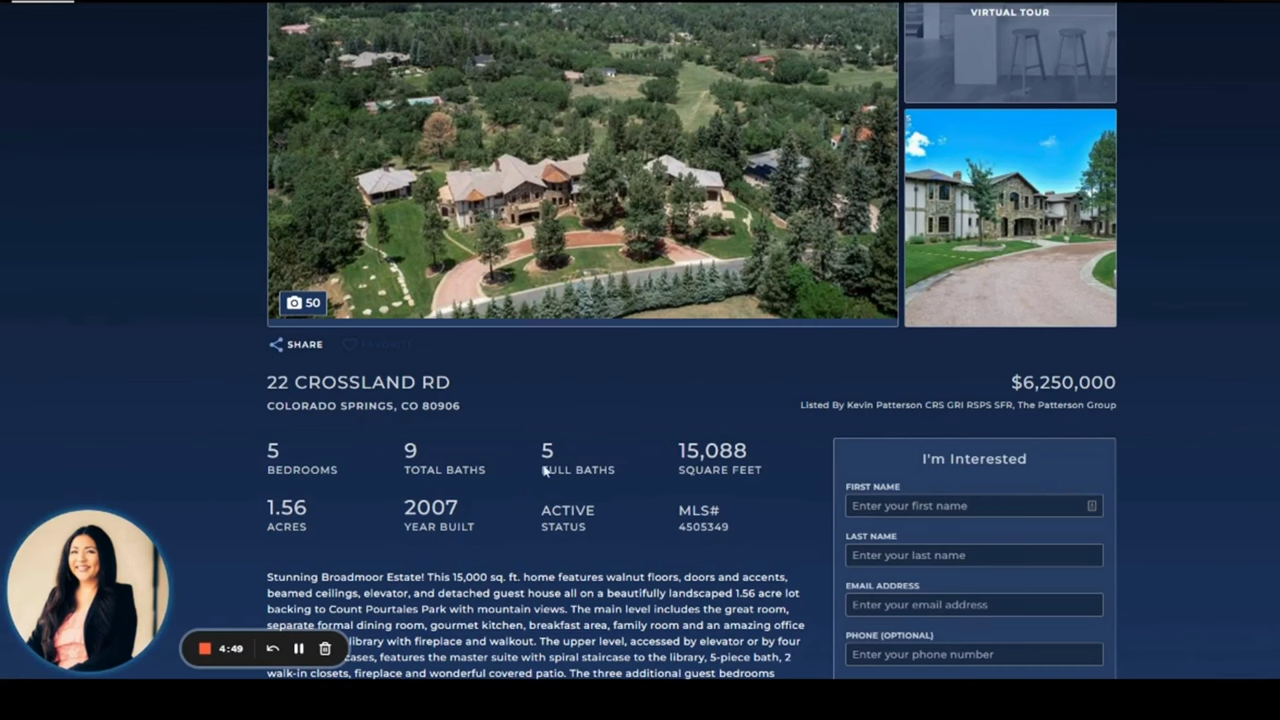 VIRTUAL TOUR
50
SHARE
FAVORITE
22 CROSSLAND RD
$6,250,000
COLORADO SPRINGS, CO 80906
Listed By Kevin Patterson CRS GRI RSPS SFR, The Patterson Group
5
BEDROOMS
9
TOTAL BATHS
5
FULL BATHS
15,088
SQUARE FEET
1.56
ACRES
2007
YEAR BUILT
ACTIVE
STATUS
MLS#
4505349
Stunning Broadmoor Estate! This 15,000 sq. ft. home features walnut floors, doors and accents,
beamed ceilings, elevator, and detached guest house all on a beautifully landscaped 1.56 acre lot
backing to Count Pourtales Park with mountain views. The main level includes the great room,
separate formal dining room, gourmet kitchen, breakfast area, family room and an amazing office
library with fireplace and walkout. The upper level, accessed by elevator or by four
cases, features the master suite with spiral staircase to the library, 5-piece bath, 2
walk-in closets, fireplace and wonderful covered patio. The three additional guest bedrooms
I'm Interested
FIRST NAME
Enter your first name
LAST NAME
Enter your last name
EMAIL ADDRESS
Enter your email address
PHONE (OPTIONAL)
Enter your phone number
4:49